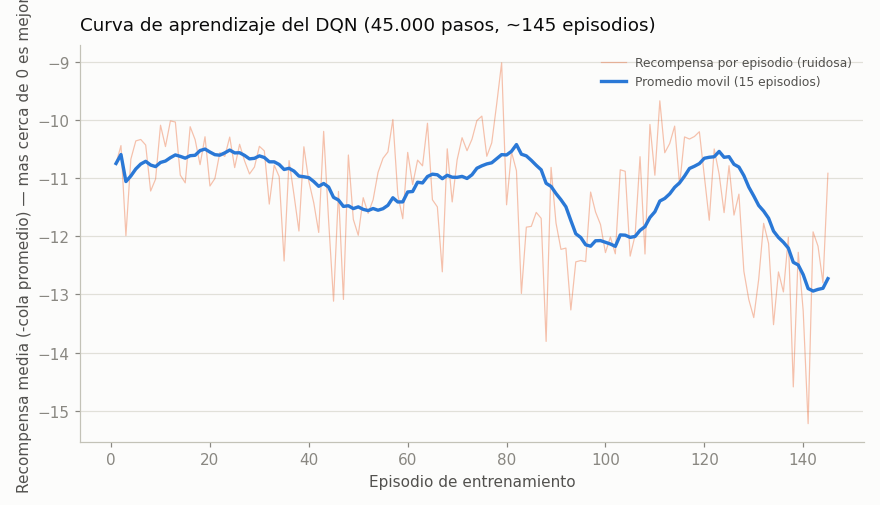 Curva de aprendizaje del DQN (45.000 pasos, ~145 episodios)
Recompensa media (-cola promedio) — mas cerca de 0 es mejor
Recompensa por episodio (ruidosa)
Promedio movil (15 episodios)
−9
−10
−11
−12
−13
−14
−15
0 20 40 60 80 100 120 140
Episodio de entrenamiento